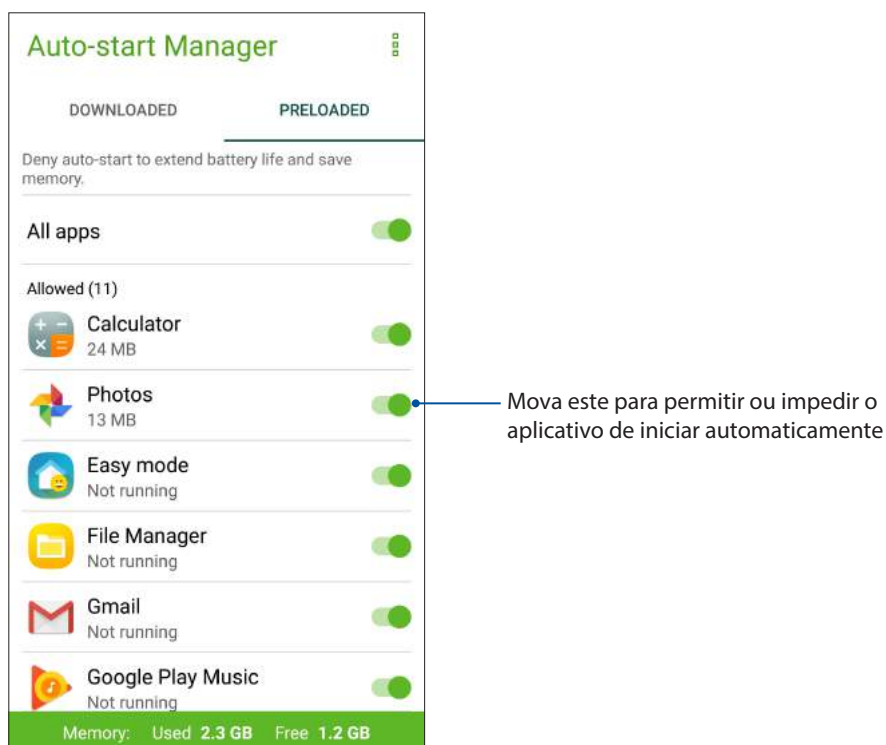 Auto-start Manager
DOWNLOADED PRELOADED
Deny auto-start to extend battery life and save
memory.
All apps
Allowed (11)
Calculator
24 MB
Photos
13 MB
Mova este para permitir ou impedir o
aplicativo de iniciar automaticamente
Easy mode
Not running
File Manager
Not running
Gmail
Not running
Google Play Music
Not running
Memory: Used 2.3 GB Free 1.2 GB